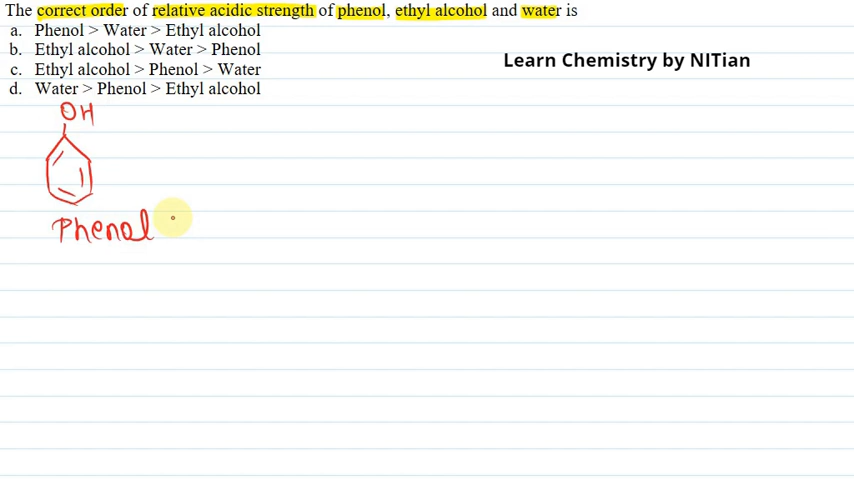 The correct order of relative acidic strength of phenol, ethyl alcohol and water is
a. Phenol > Water > Ethyl alcohol
b. Ethyl alcohol > Water > Phenol
c. Ethyl alcohol > Phenol > Water
d. Water > Phenol > Ethyl alcohol
Learn Chemistry by NITian
OH
Phenol